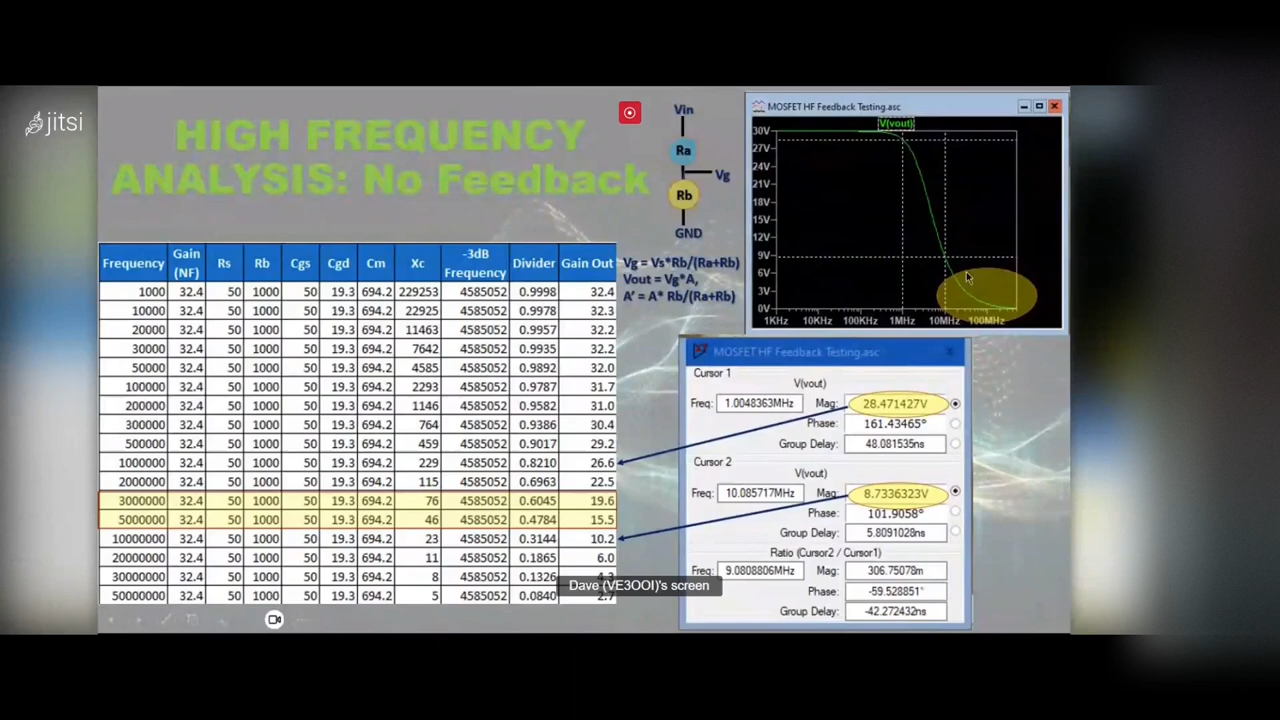 jitsi
HIGH FREQUENCY
ANALYSIS: No Feedback
Vin
Ra
Vg
Rb
GND
Vg = Vs*Rb/(Ra+Rb)
Vout = Vg*A,
A' = A* Rb/(Ra+Rb)
Frequency Gain (NF) Rs Rb Cgs Cgd Cm Xc -3dB Frequency Divider Gain Out
1000 32.4 50 1000 50 19.3 694.2 229253 4585052 0.9998 32.4
10000 32.4 50 1000 50 19.3 694.2 22925 4585052 0.9978 32.3
20000 32.4 50 1000 50 19.3 694.2 11463 4585052 0.9957 32.2
30000 32.4 50 1000 50 19.3 694.2 7642 4585052 0.9935 32.2
50000 32.4 50 1000 50 19.3 694.2 4585 4585052 0.9892 32.0
100000 32.4 50 1000 50 19.3 694.2 2293 4585052 0.9787 31.7
200000 32.4 50 1000 50 19.3 694.2 1146 4585052 0.9582 31.0
300000 32.4 50 1000 50 19.3 694.2 764 4585052 0.9386 30.4
500000 32.4 50 1000 50 19.3 694.2 459 4585052 0.9017 29.2
1000000 32.4 50 1000 50 19.3 694.2 229 4585052 0.8210 26.6
2000000 32.4 50 1000 50 19.3 694.2 115 4585052 0.6963 22.5
3000000 32.4 50 1000 50 19.3 694.2 76 4585052 0.6045 19.6
5000000 32.4 50 1000 50 19.3 694.2 46 4585052 0.4784 15.5
10000000 32.4 50 1000 50 19.3 694.2 23 4585052 0.3144 10.2
20000000 32.4 50 1000 50 19.3 694.2 11 4585052 0.1865 6.0
30000000 32.4 50 1000 50 19.3 694.2 8 4585052 0.1326 4.3
50000000 32.4 50 1000 50 19.3 694.2 5 4585052 0.0840 2.7
Dave (VE3OOI)'s screen
MOSFET HF Feedback Testing.asc
V(vout)
30V
27V
24V
21V
18V
15V
12V
9V
6V
3V
0V
1KHz 10KHz 100KHz 1MHz 10MHz 100MHz
MOSFET HF Feedback Testing.asc
Cursor 1
V(vout)
Freq: 1.0048363MHz Mag: 28.471427V
Phase: 161.43465°
Group Delay: 48.081535ns
Cursor 2
V(vout)
Freq: 10.085717MHz Mag: 8.7336323V
Phase: 101.9058°
Group Delay: 5.8091028ns
Ratio (Cursor2 / Cursor1)
Freq: 9.0808806MHz Mag: 306.75078m
Phase: -59.528851°
Group Delay: -42.272432ns